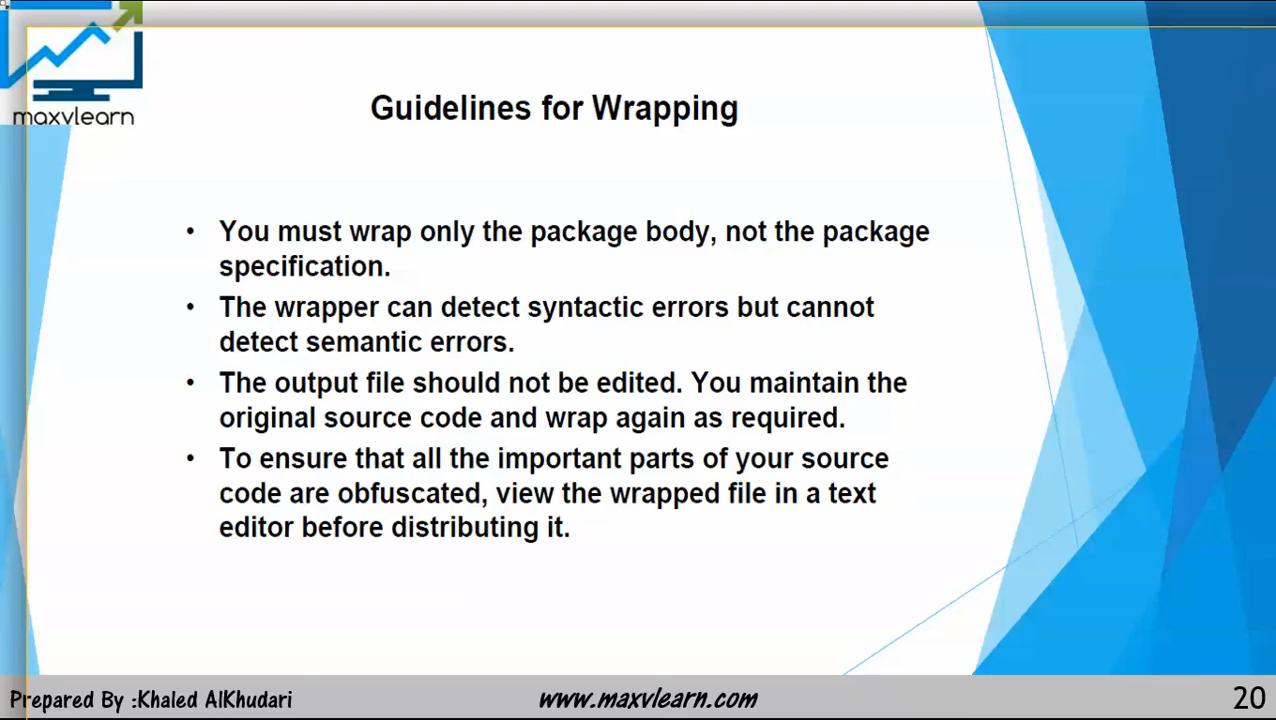 maxvlearn
Guidelines for Wrapping
• You must wrap only the package body, not the package
specification.
• The wrapper can detect syntactic errors but cannot
detect semantic errors.
• The output file should not be edited. You maintain the
original source code and wrap again as required.
• To ensure that all the important parts of your source
code are obfuscated, view the wrapped file in a text
editor before distributing it.
Prepared By :Khaled AlKhudari
www.maxvlearn.com
20